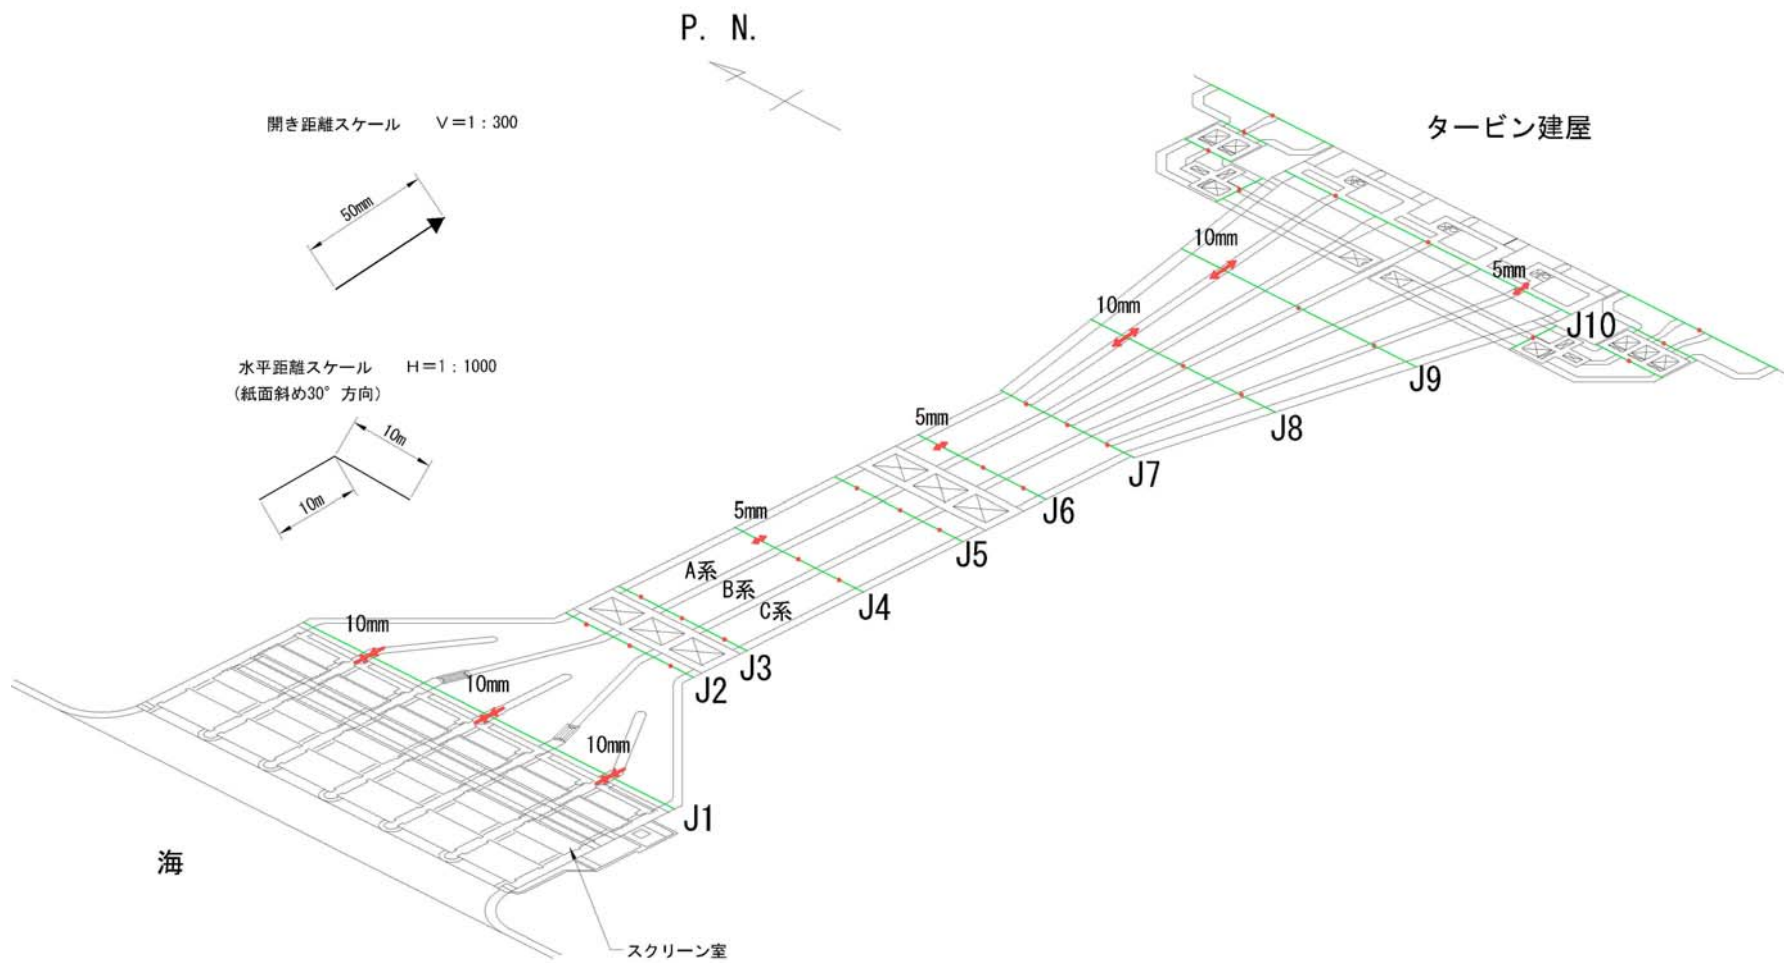 P. N.
開き距離スケール V=1：300
タービン建屋
50mm
10mm
5mm
10mm
J10
水平距離スケール H=1：1000
(紙面斜め30°方向)
J9
10m
10m
5mm
J8
J7
5mm
J6
J5
A系
B系
C系
J4
10mm
J3
J2
10mm
10mm
J1
海
スクリーン室